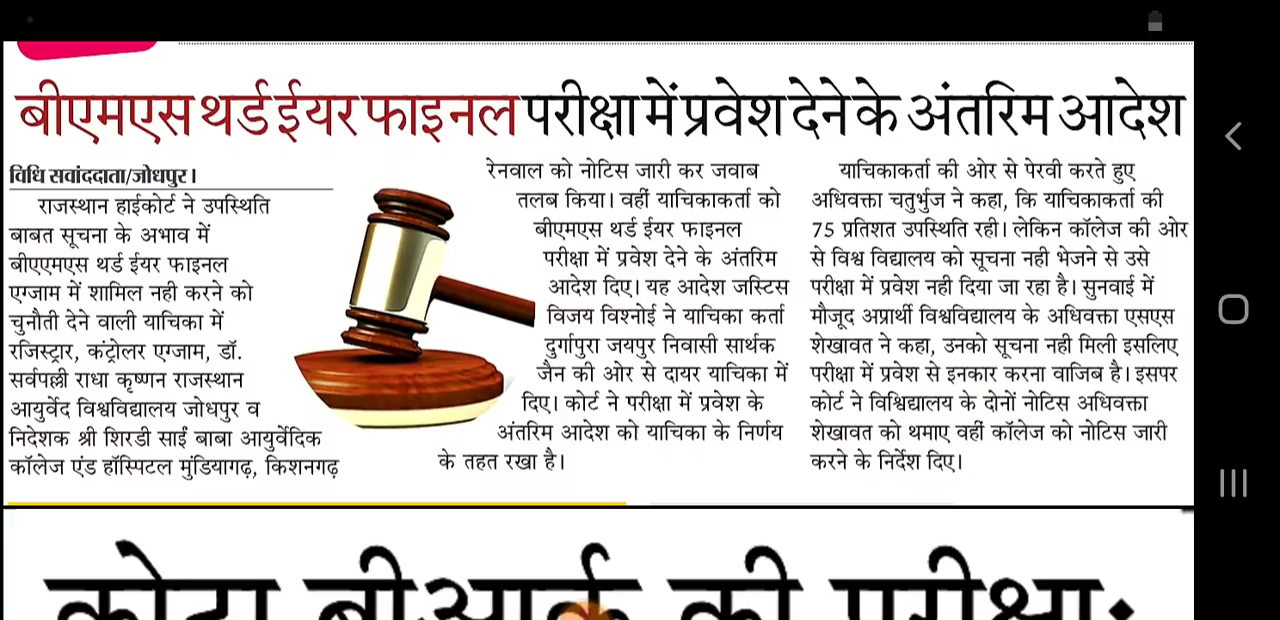 बीएमएस थर्ड ईयर फाइनल परीक्षा में प्रवेश देने के अंतरिम आदेश
विधि सवांददाता/जोधपुर।
राजस्थान हाईकोर्ट ने उपस्थिति
बाबत सूचना के अभाव में
बीएएमएस थर्ड ईयर फाइनल
एग्जाम में शामिल नही करने को
चुनौती देने वाली याचिका में
रजिस्ट्रार, कंट्रोलर एग्जाम, डॉ.
सर्वपल्ली राधा कृष्णन राजस्थान
आयुर्वेद विश्वविद्यालय जोधपुर व
निदेशक श्री शिरडी साईं बाबा आयुर्वेदिक
कॉलेज एंड हॉस्पिटल मुंडियागढ़, किशनगढ़
रेनवाल को नोटिस जारी कर जवाब
तलब किया। वहीं याचिकाकर्ता को
बीएमएस थर्ड ईयर फाइनल
परीक्षा में प्रवेश देने के अंतरिम
आदेश दिए। यह आदेश जस्टिस
विजय विश्नोई ने याचिका कर्ता
दुर्गापुरा जयपुर निवासी सार्थक
जैन की ओर से दायर याचिका में
दिए। कोर्ट ने परीक्षा में प्रवेश के
अंतरिम आदेश को याचिका के निर्णय
के तहत रखा है।
याचिकाकर्ता की ओर से पेरवी करते हुए
अधिवक्ता चतुर्भुज ने कहा, कि याचिकाकर्ता की
75 प्रतिशत उपस्थिति रही। लेकिन कॉलेज की ओर
से विश्व विद्यालय को सूचना नही भेजने से उसे
परीक्षा में प्रवेश नही दिया जा रहा है। सुनवाई में
मौजूद अप्रार्थी विश्वविद्यालय के अधिवक्ता एसएस
शेखावत ने कहा, उनको सूचना नही मिली इसलिए
परीक्षा में प्रवेश से इनकार करना वाजिब है। इसपर
कोर्ट ने विश्विद्यालय के दोनों नोटिस अधिवक्ता
शेखावत को थमाए वहीं कॉलेज को नोटिस जारी
करने के निर्देश दिए।
कोटा बीआर्क की परीक्षा: